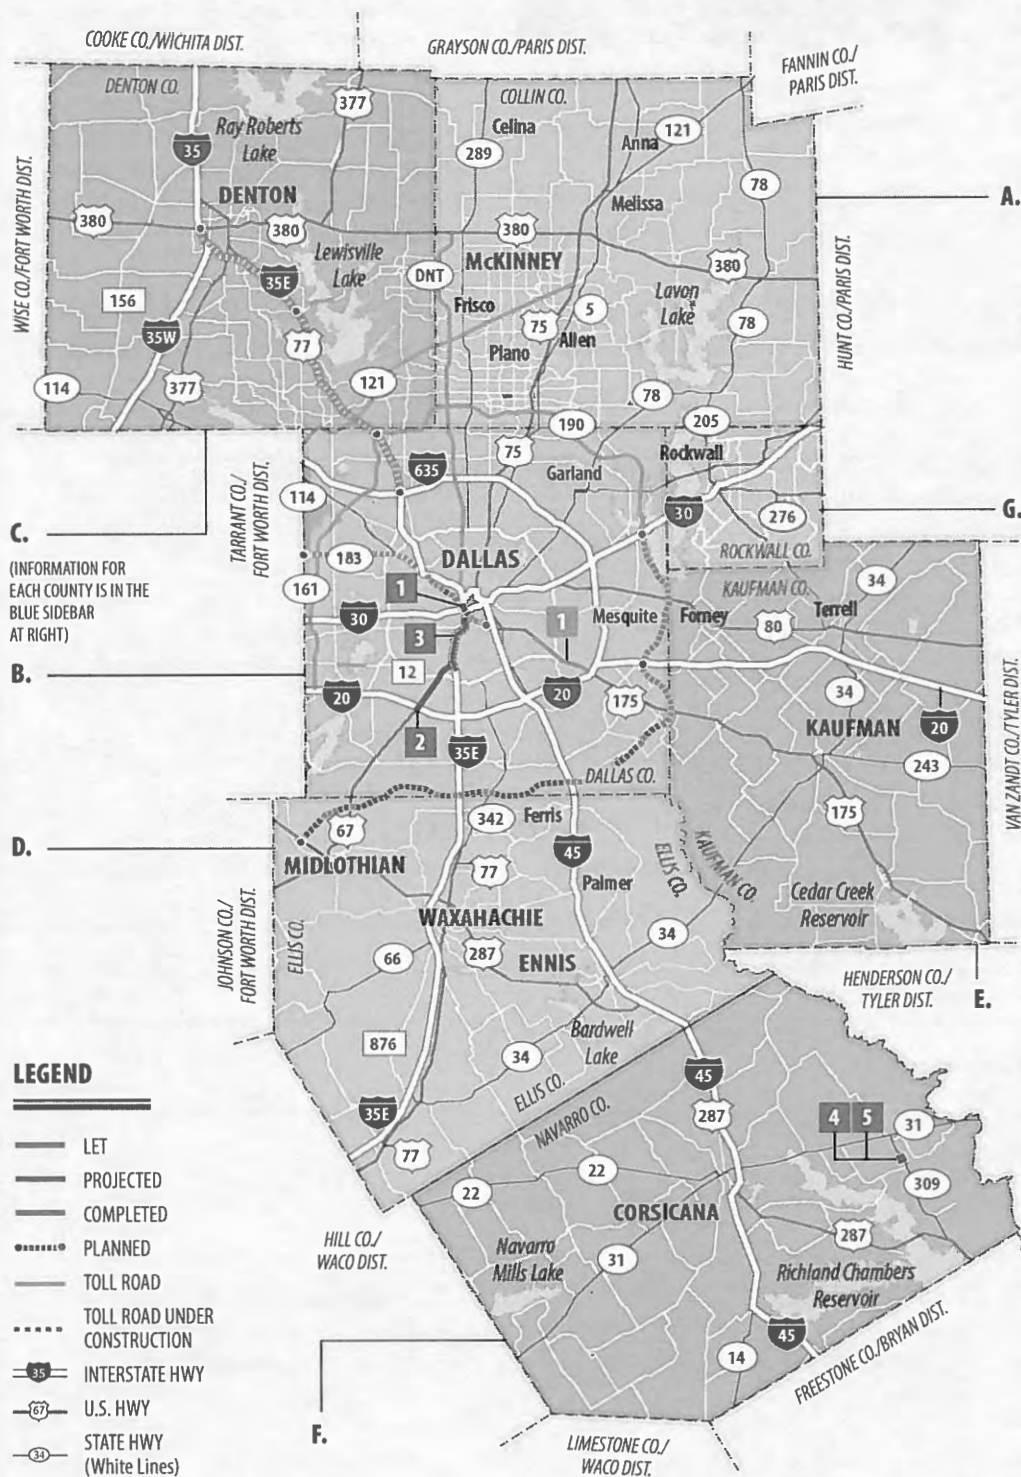 COOKE CO./WICHITA DIST.
GRAYSON CO./PARIS DIST.
FANNIN CO./
PARIS DIST.
DENTON CO.
377
Ray Roberts
Lake
35
DENTON
380
380
Lewisville
Lake
35E
156
35W
77
114
377
121
WISE CO./FORT WORTH DIST.
COLLIN CO.
Celina
289
Anna
121
78
Melissa
380
McKINNEY
380
DNT
Frisco
Lavon
Lake
5
75
Allen
Plano
78
78
190
205
HUNT CO./PARIS DIST.
A.
75
Rockwall
635
Garland
114
30
276
ROCKWALL CO.
G.
TARRANT CO./
FORT WORTH DIST.
C.
(INFORMATION FOR
EACH COUNTY IS IN THE
BLUE SIDEBAR
AT RIGHT)
183
DALLAS
161
1
30
3
Mesquite
1
12
B.
20
20
2
35E
175
DALLAS CO.
KAUFMAN CO.
34
Forney
Terrell
80
34
KAUFMAN
20
243
175
VAN ZANDT CO./TYLER DIST.
Cedar Creek
Reservoir
HENDERSON CO./
TYLER DIST.
E.
D.
67
342
Ferris
MIDLOTHIAN
45
77
Palmer
ELLIS CO.
KAUFMAN CO.
WAXAHACHIE
JOHNSON CO./
FORT WORTH DIST.
ELLIS CO.
66
287
ENNIS
34
876
Bardwell
Lake
34
ELLIS CO.
35E
77
NAVARRO CO.
45
287
4
5
31
309
22
22
CORSICANA
HILL CO./
WACO DIST.
Navarro
Mills Lake
31
287
Richland Chambers
Reservoir
45
14
FREESTONE CO./BRYAN DIST.
F.
LIMESTONE CO./
WACO DIST.
LEGEND
LET
PROJECTED
COMPLETED
PLANNED
TOLL ROAD
TOLL ROAD UNDER
CONSTRUCTION
35 INTERSTATE HWY
67 U.S. HWY
34 STATE HWY
(White Lines)